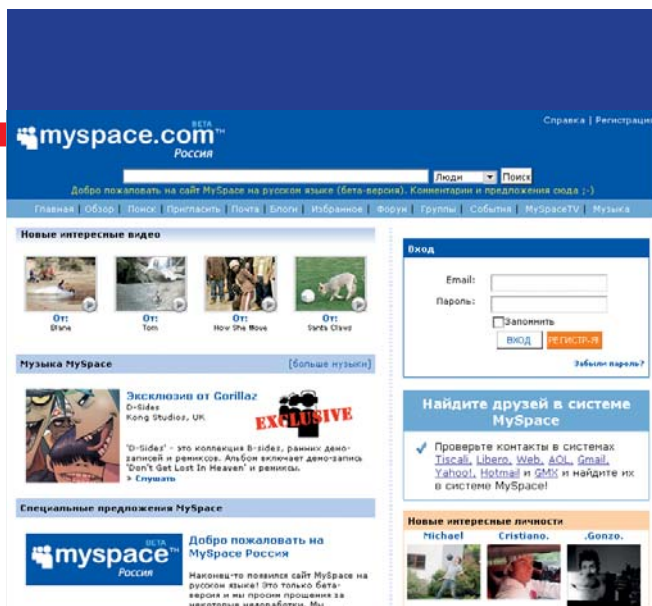 BETA
myspace.com™
Россия
Справка | Регистрация
Люди
Поиск
Добро пожаловать на сайт MySpace на русском языке (бета-версия). Комментарии и предложения сюда ;-)
Главная | Обзор | Поиск | Пригласить | Почта | Блоги | Избранное | Форум | Группы | События | MySpaceTV | Музыка
Новые интересные видео
От: От: От: От:
Blane Tom How She Move Santa Claws
Музыка MySpace [больше музыки]
Эксклюзив от Gorillaz
D-Sides
Kong Studios, UK
EXCLUSIVE
'D-Sides' - это коллекция B-sides, ранних демо-
записей и ремиксов. Альбом включает демо-запись
'Don't Get Lost In Heaven' и ремиксы.
» Слушать
Специальные предложения MySpace
BETA
myspace™
Россия
Добро пожаловать на
MySpace Россия
Наконец-то появился сайт MySpace на
русском языке! Это только бета-
версия и мы просим прощения за
некоторые недоработки. Мы
Вход
Email:
Пароль:
Запомнить
ВХОД РЕГИСТР-Я!
Забыли пароль?
Найдите друзей в системе
MySpace
Проверьте контакты в системах
Tiscali, Libero, Web, AOL, Gmail,
Yahoo!, Hotmail и GMX и найдите их
в системе MySpace!
Новые интересные личности
Michael Cristiano. .Gonzo.